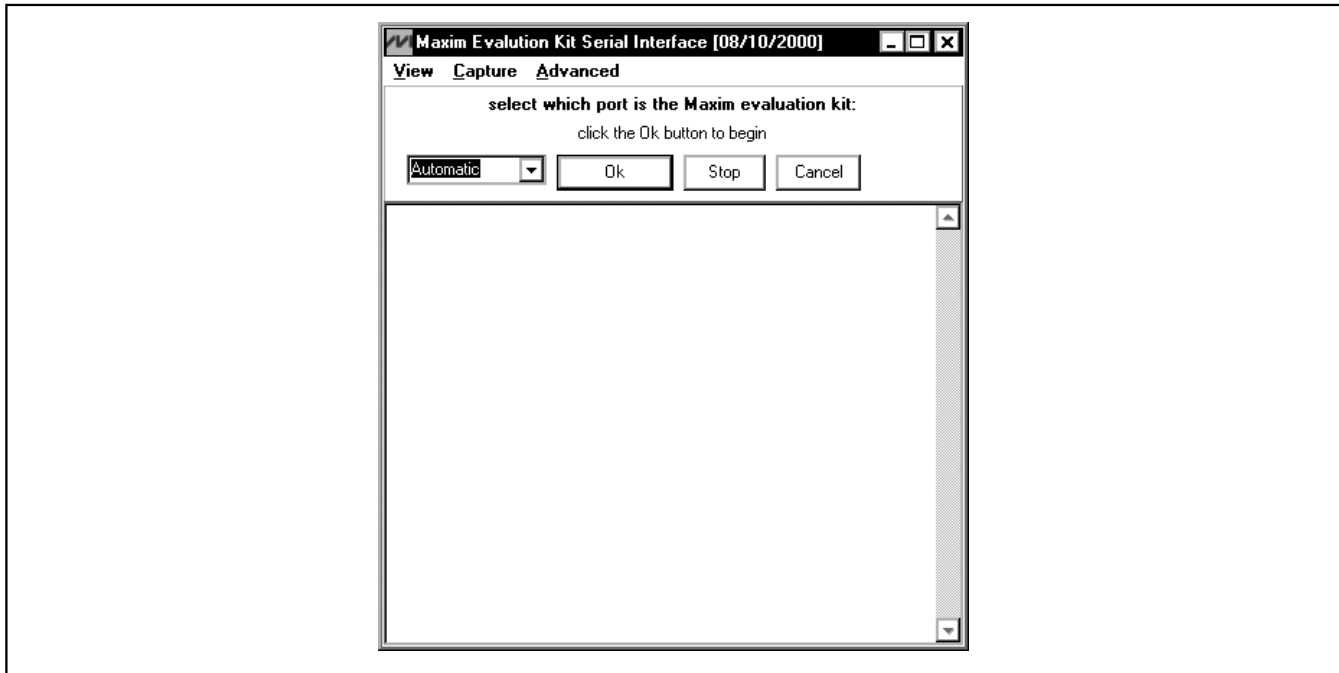 Maxim Evalution Kit Serial Interface [08/10/2000]
View Capture Advanced
select which port is the Maxim evaluation kit:
click the Ok button to begin
Automatic Ok Stop Cancel